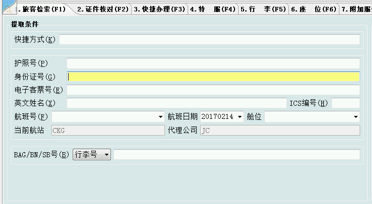 1.旅客检索(F1) 2.证件核对(F2) 3.快捷办理(F3) 4.特 服(F4) 5.行 李(F5) 6.座 位(F6) 7.附加服
提取条件
快捷方式(K)
护照号(P)
身份证号(G)
电子客票号(E)
英文姓名(X) ICS编号(N)
航班号(F) 航班日期 20170214 舱位
当前航站 CKG 代理公司 JC
BAG/BN/SB号(B) 行李号